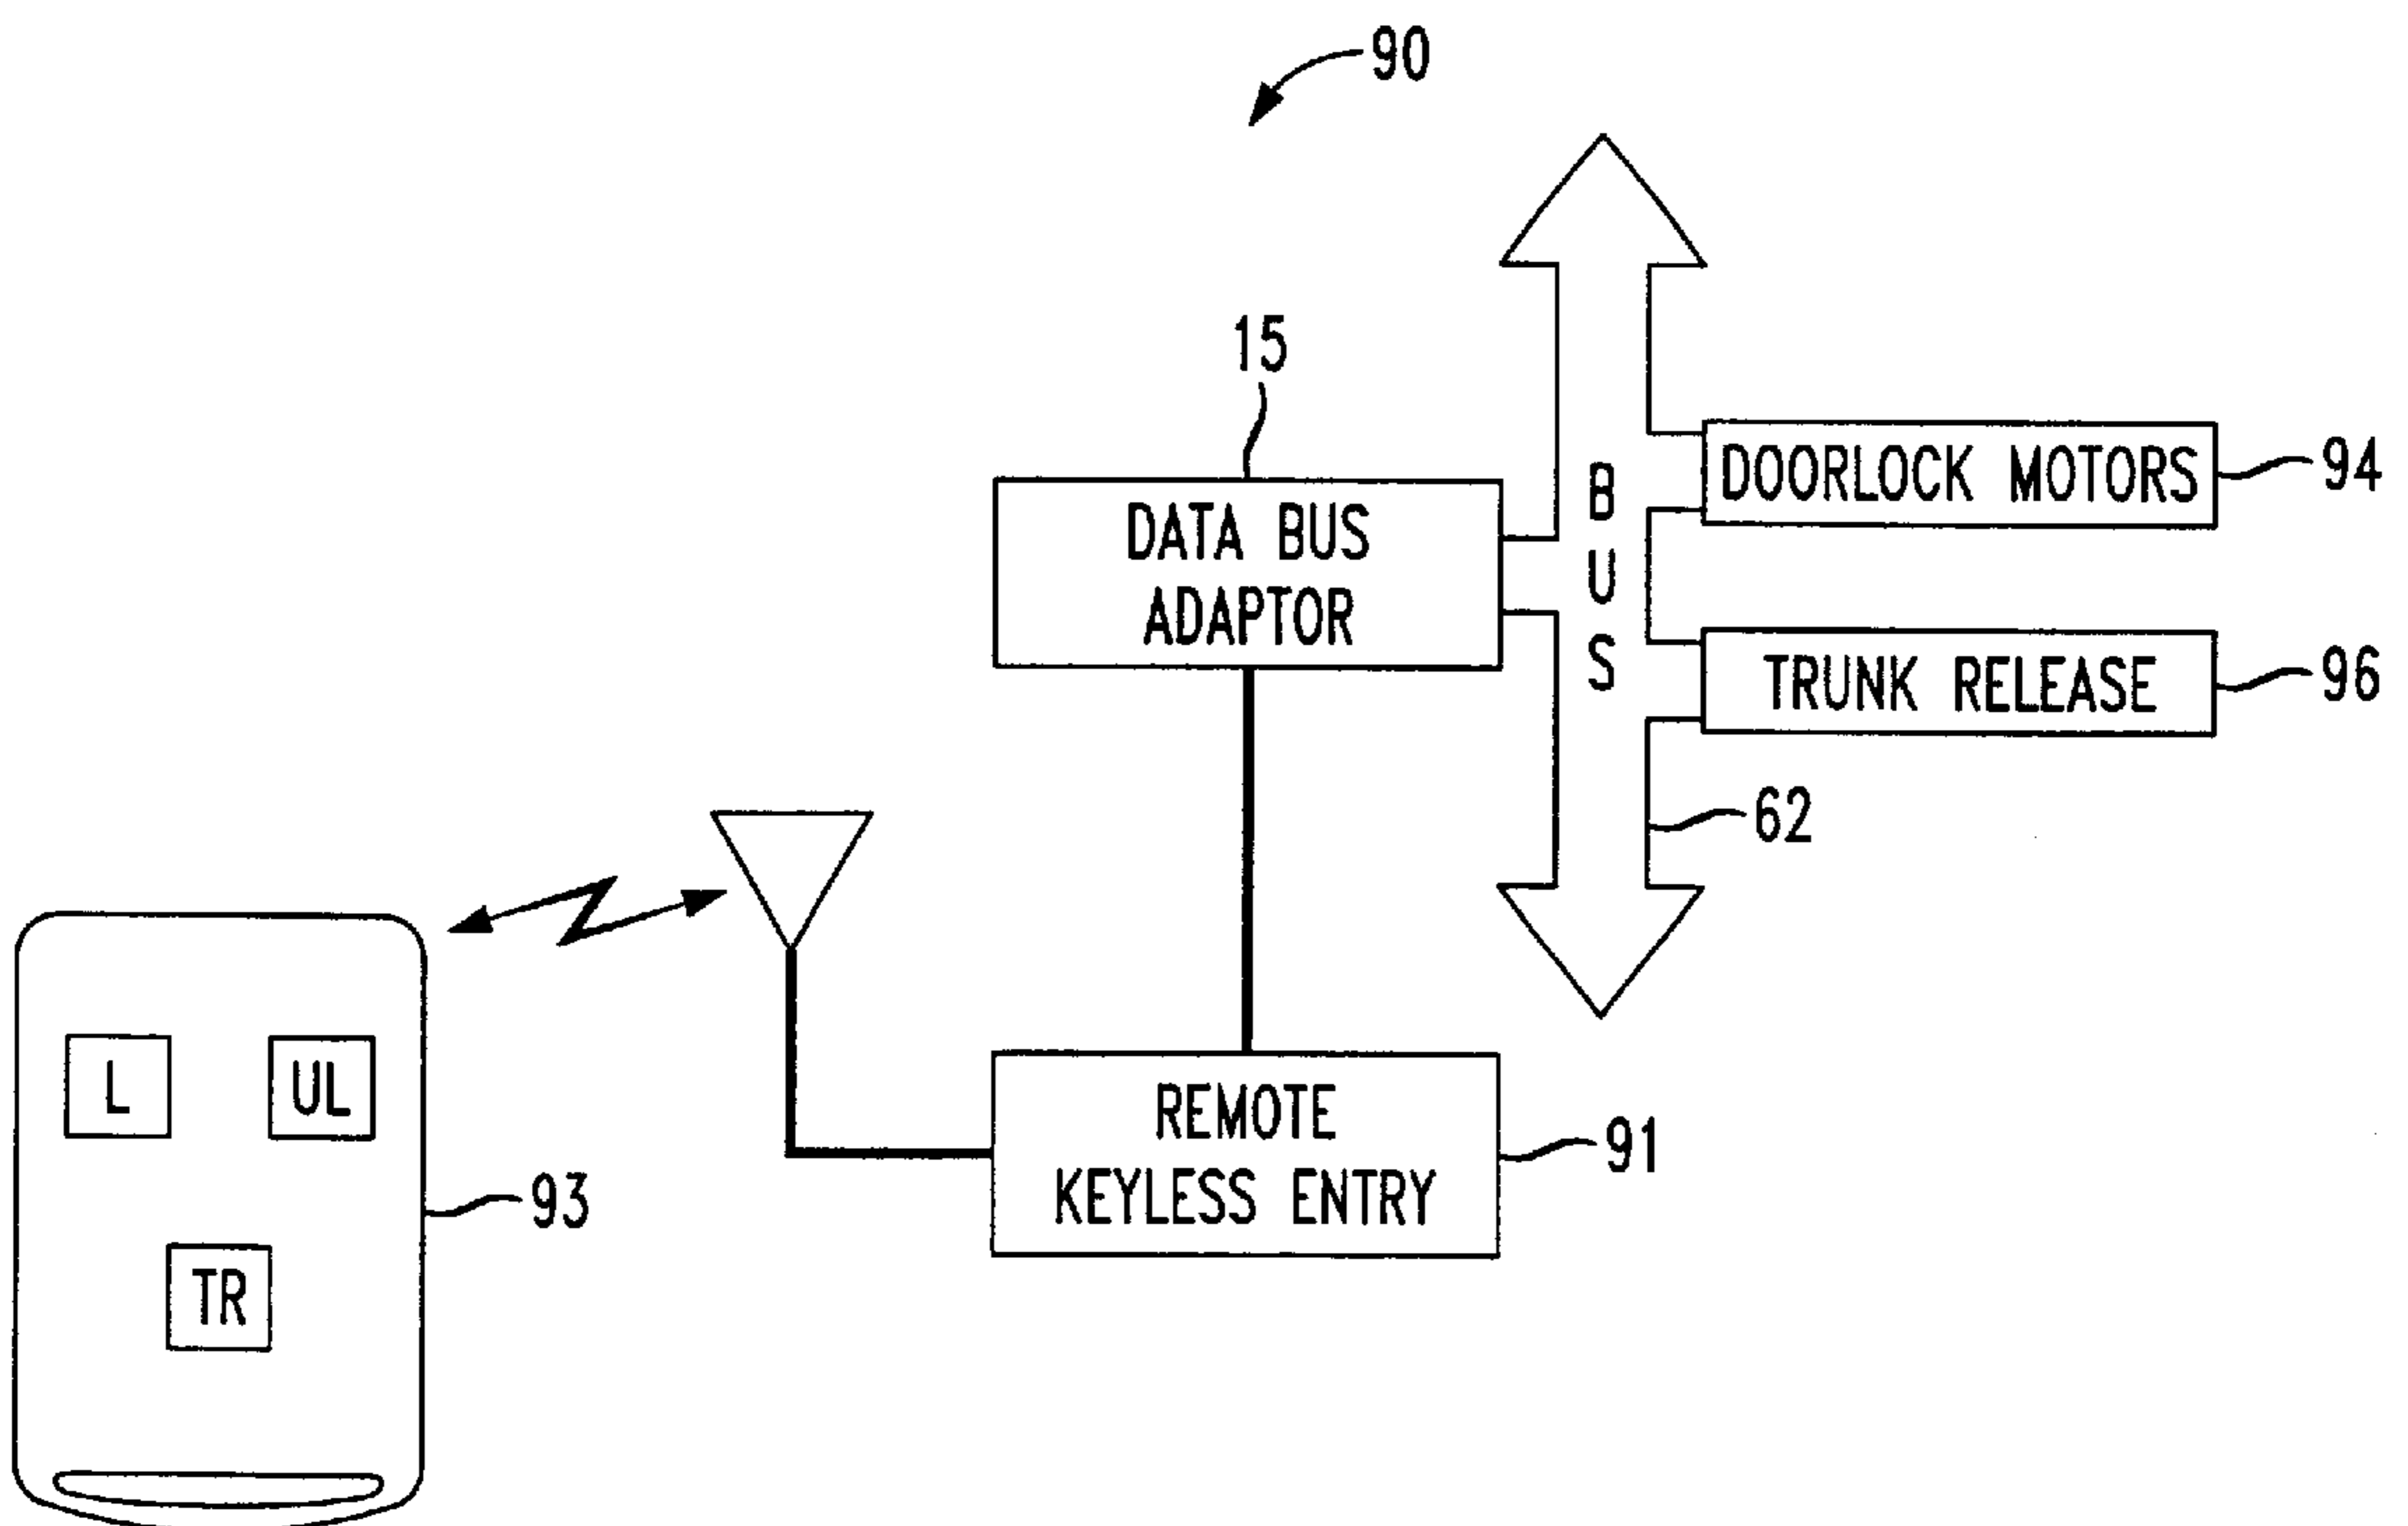 90
15
DATA BUS
ADAPTOR
B
U
S
DOORLOCK MOTORS
94
TRUNK RELEASE
96
62
L
UL
TR
93
REMOTE
KEYLESS ENTRY
91